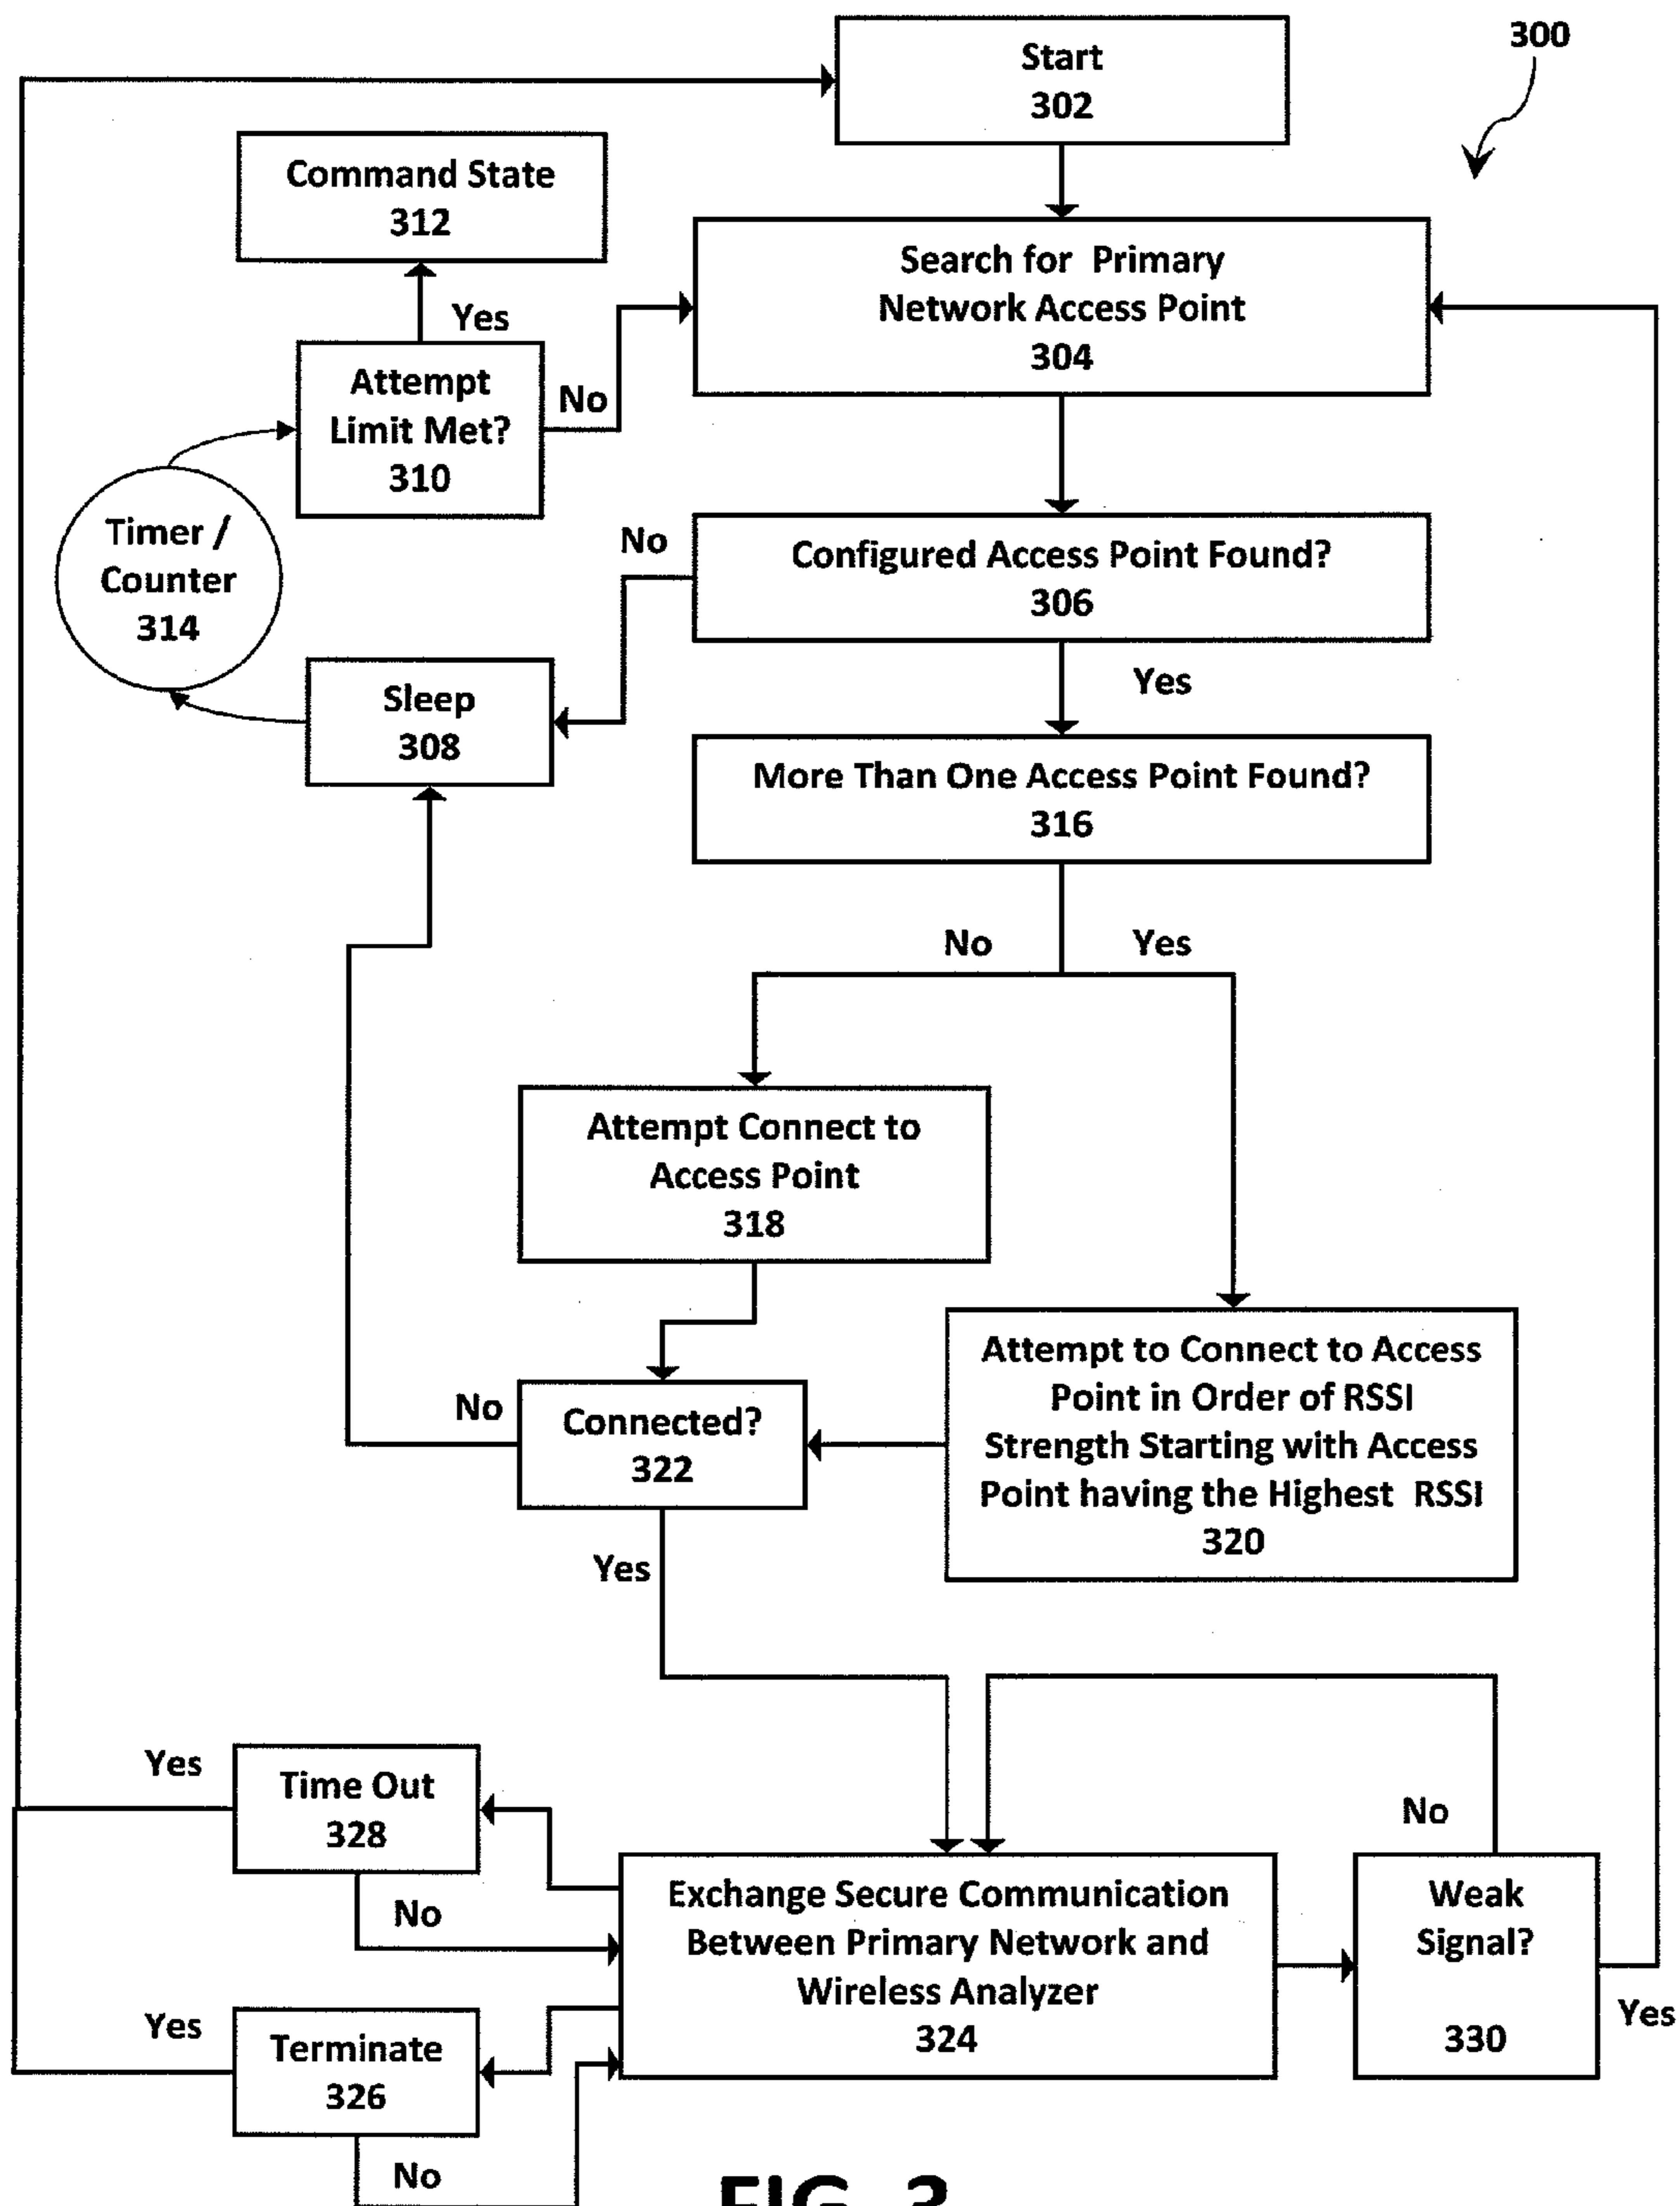 300
Start
302
Command State
312
Yes
Search for Primary
Network Access Point
304
Attempt
Limit Met?
310
No
Timer /
Counter
314
No
Configured Access Point Found?
306
Yes
Sleep
308
More Than One Access Point Found?
316
No
Yes
Attempt Connect to
Access Point
318
Attempt to Connect to Access
Point in Order of RSSI
Strength Starting with Access
Point having the Highest RSSI
320
No
Connected?
322
Yes
Yes
Time Out
328
No
No
Exchange Secure Communication
Between Primary Network and
Wireless Analyzer
324
Weak
Signal?
330
Yes
Yes
Terminate
326
No
FIG. 3